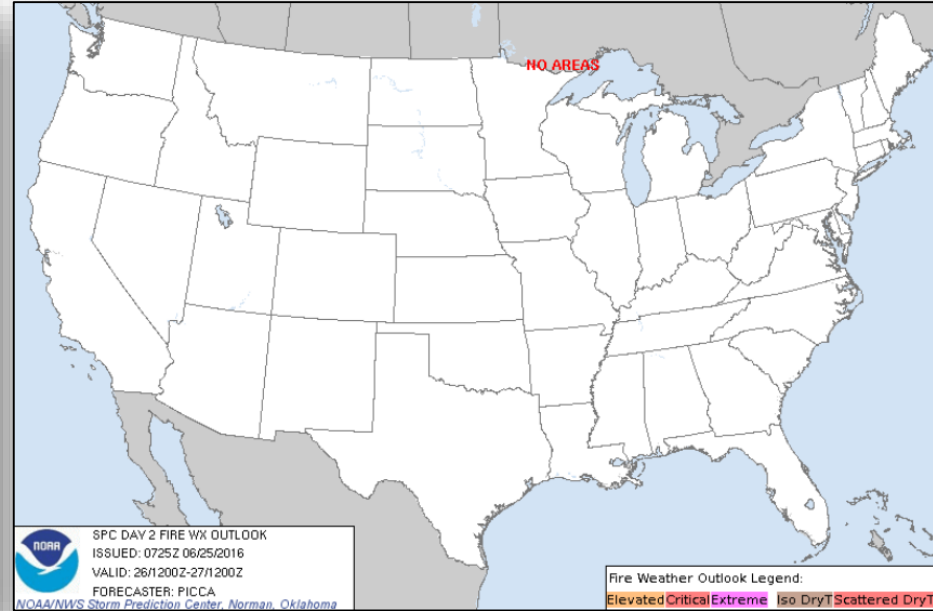 NO AREAS
NOAA
SPC DAY 2 FIRE WX OUTLOOK
ISSUED: 0725Z 06/25/2016
VALID: 26/1200Z-27/1200Z
FORECASTER: PICCA
NOAA/NWS Storm Prediction Center, Norman, Oklahoma
Fire Weather Outlook Legend:
Elevated Critical Extreme Iso DryT Scattered DryT